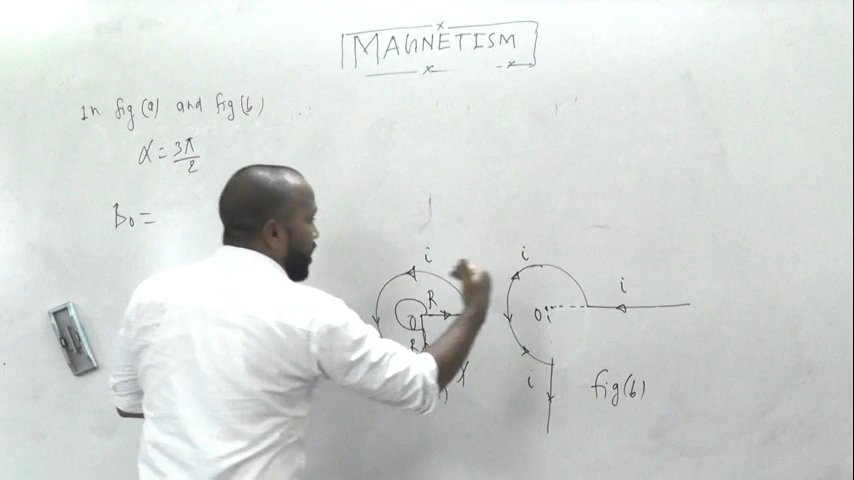 MAGNETISM
In fig(a) and fig(b)
α = 3π/2
B₀ =
i
R
O
i
i
O
i
fig(b)